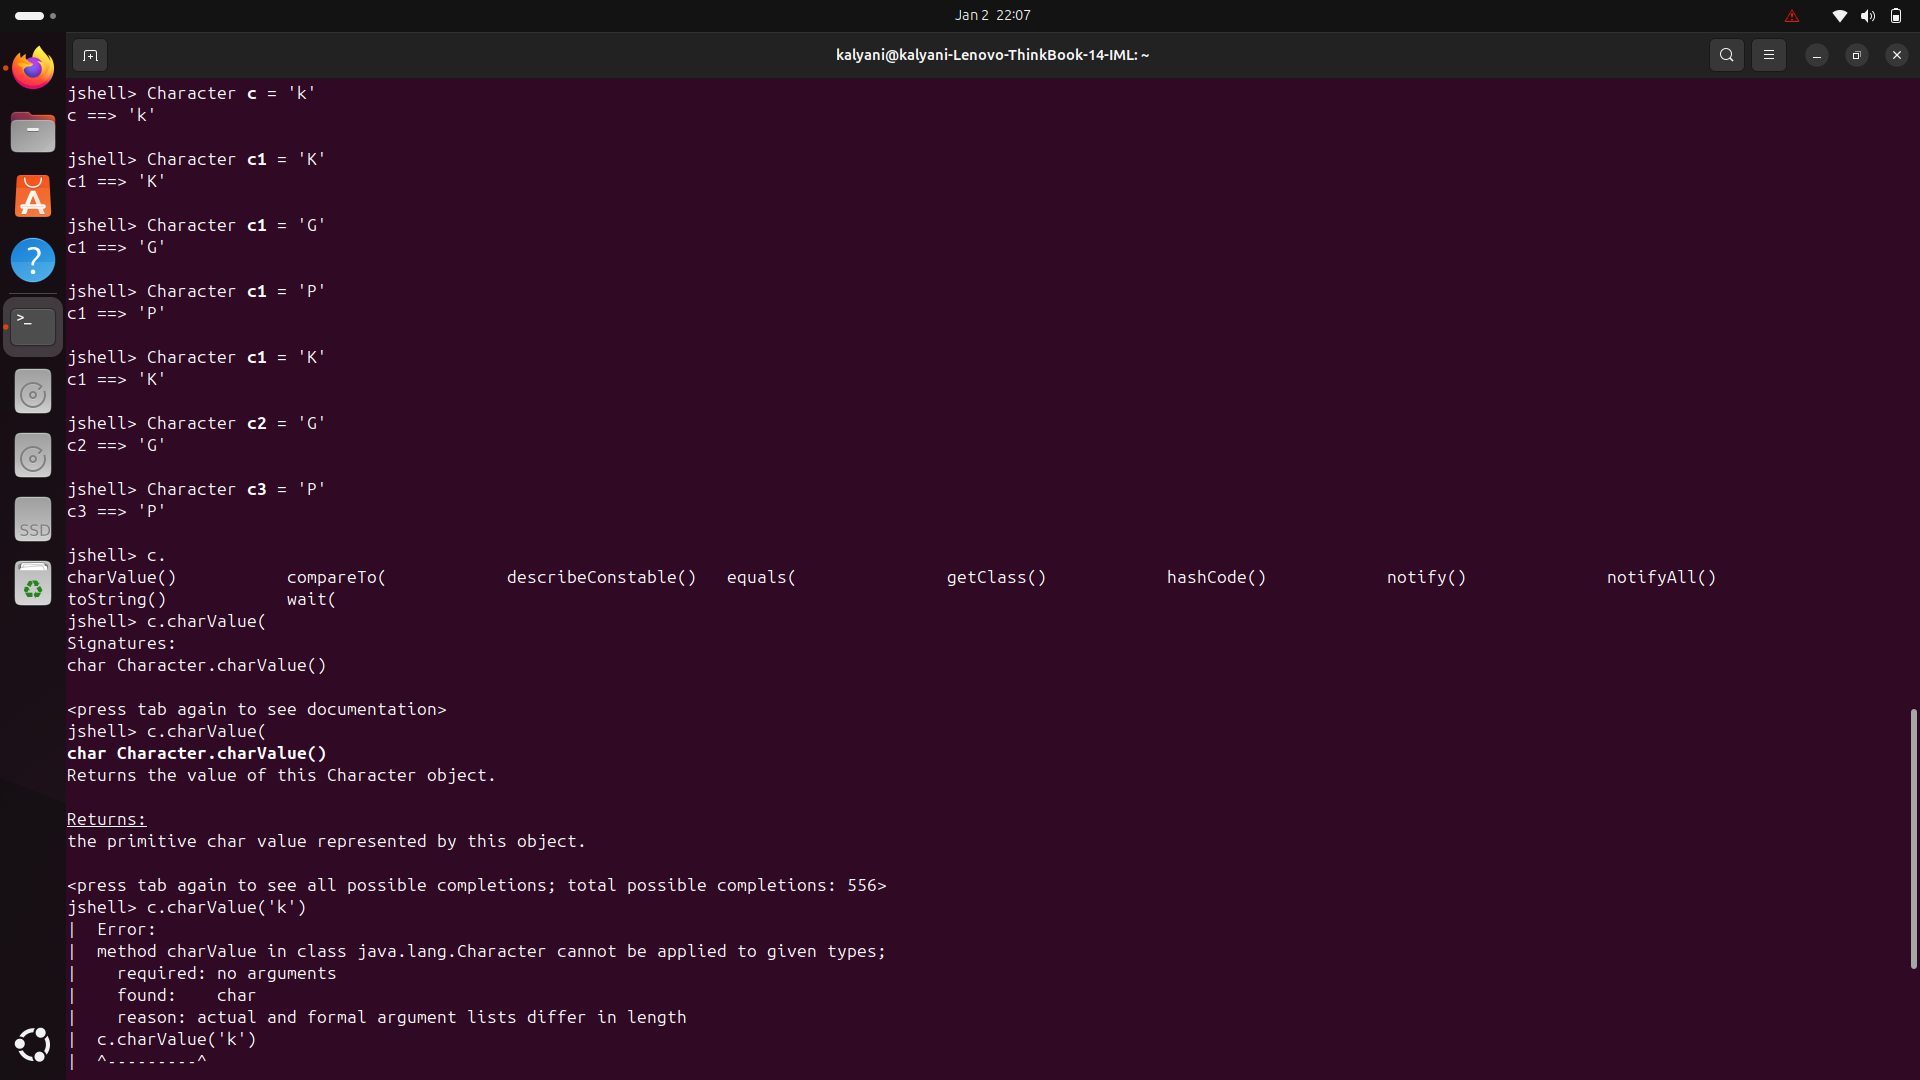 Jan 2 22:07
kalyani@kalyani-Lenovo-ThinkBook-14-IML: ~
jshell> Character c = 'k'
c ==> 'k'
jshell> Character c1 = 'K'
c1 ==> 'K'
jshell> Character c1 = 'G'
c1 ==> 'G'
jshell> Character c1 = 'P'
c1 ==> 'P'
jshell> Character c1 = 'K'
c1 ==> 'K'
jshell> Character c2 = 'G'
c2 ==> 'G'
jshell> Character c3 = 'P'
c3 ==> 'P'
jshell> c.
charValue() compareTo( describeConstable() equals( getClass() hashCode() notify() notifyAll()
toString() wait(
jshell> c.charValue(
Signatures:
char Character.charValue()
<press tab again to see documentation>
jshell> c.charValue(
char Character.charValue()
Returns the value of this Character object.
Returns:
the primitive char value represented by this object.
<press tab again to see all possible completions; total possible completions: 556>
jshell> c.charValue('k')
| Error:
| method charValue in class java.lang.Character cannot be applied to given types;
| required: no arguments
| found: char
| reason: actual and formal argument lists differ in length
| c.charValue('k')
| ^---------^
SSD